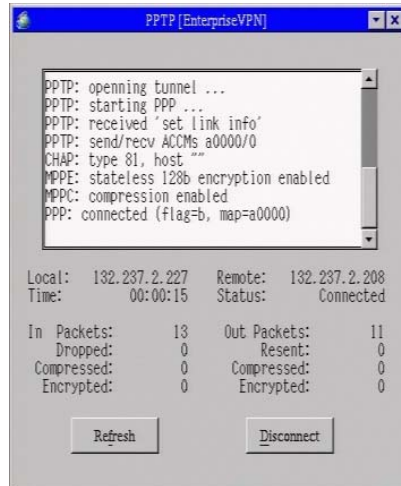 PPTP [EnterpriseVPN]
PPTP: openning tunnel ...
PPTP: starting PPP ...
PPTP: received 'set link info'
PPTP: send/recv ACCMs a0000/0
CHAP: type 81, host ""
MPPE: stateless 128b encryption enabled
MPPC: compression enabled
PPP: connected (flag=b, map=a0000)
Local: 132.237.2.227 Remote: 132.237.2.208
Time: 00:00:15 Status: Connected
In Packets: 13 Out Packets: 11
Dropped: 0 Resent: 0
Compressed: 0 Compressed: 0
Encrypted: 0 Encrypted: 0
Refresh Disconnect